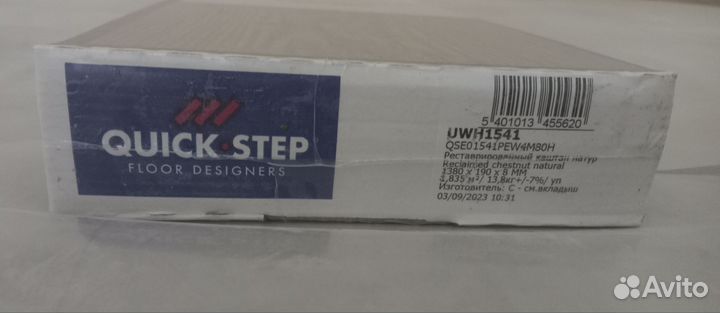 QUICK·STEP
FLOOR DESIGNERS
5 401013 455620
UWH1541
QSE01541PEW4M80H
Реставрированный каштан натур
Reclaimed chestnut natural
1380 x 190 x 8 MM
1,835 м²/ 13,8кг+/-7%/ уп
Изготовитель: C - см.вкладыш
03/09/2023 10:31
Avito